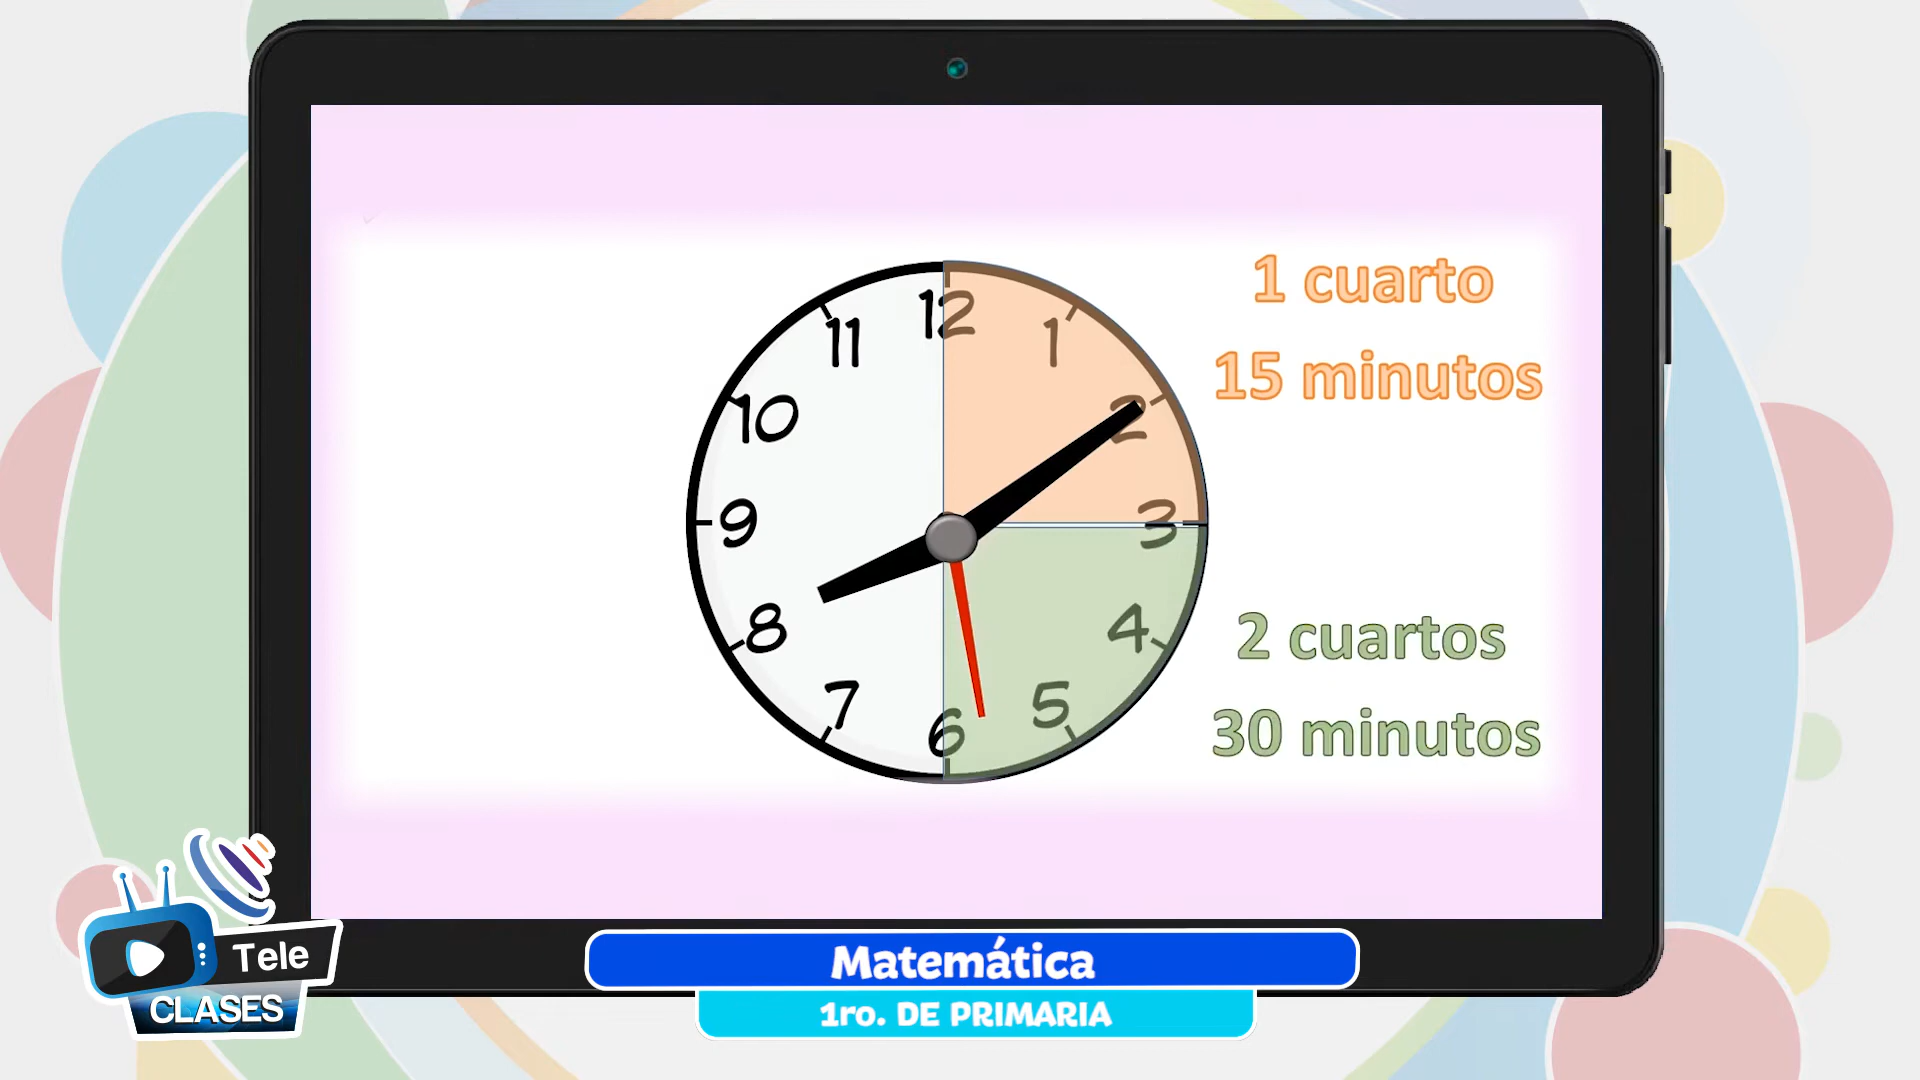 12
11
1
10
2
9
3
8
4
7
5
6
1 cuarto
15 minutos
2 cuartos
30 minutos
Tele
CLASES
Matemática
1ro. DE PRIMARIA